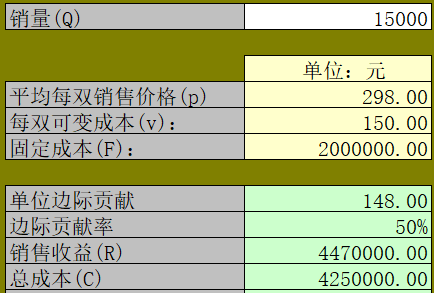 销量(Q) 15000
单位: 元
平均每双销售价格(p) 298.00
每双可变成本(v): 150.00
固定成本(F): 2000000.00
单位边际贡献 148.00
边际贡献率 50%
销售收益(R) 4470000.00
总成本(C) 4250000.00